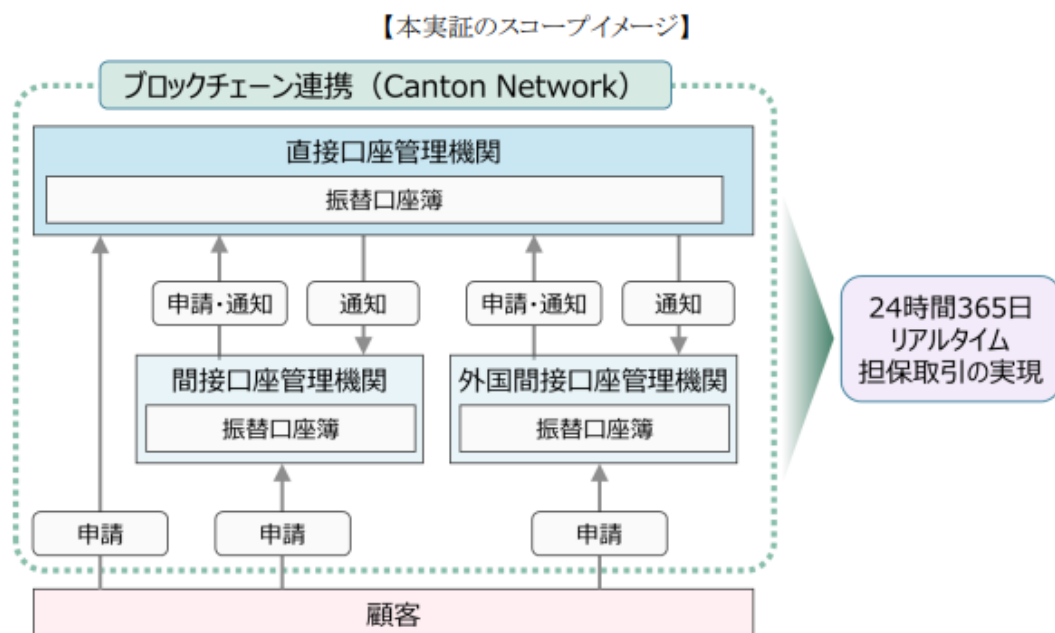 【本実証のスコープイメージ】
ブロックチェーン連携（Canton Network）
直接口座管理機関
振替口座簿
申請・通知
通知
申請・通知
通知
間接口座管理機関
振替口座簿
外国間接口座管理機関
振替口座簿
申請
申請
申請
顧客
24時間365日
リアルタイム
担保取引の実現